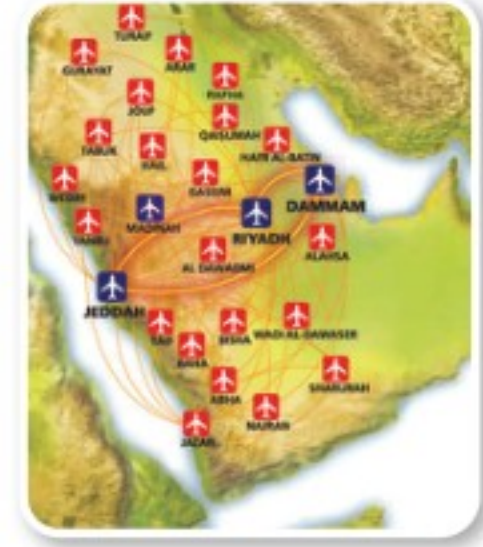 TURAIF
GURAYAT
ARAR
RAFHA
JOUF
QAISUMAH
TABUK
HAIL
HAFR AL-BATIN
WEDJH
GASSIM
MADINAH
DAMMAM
YANBU
RIYADH
ALAHSA
AL DAWADMI
JEDDAH
TAIF
BISHA
WADI AL-DAWASER
BAHA
SHARURAH
ABHA
NAJRAN
JAZAN